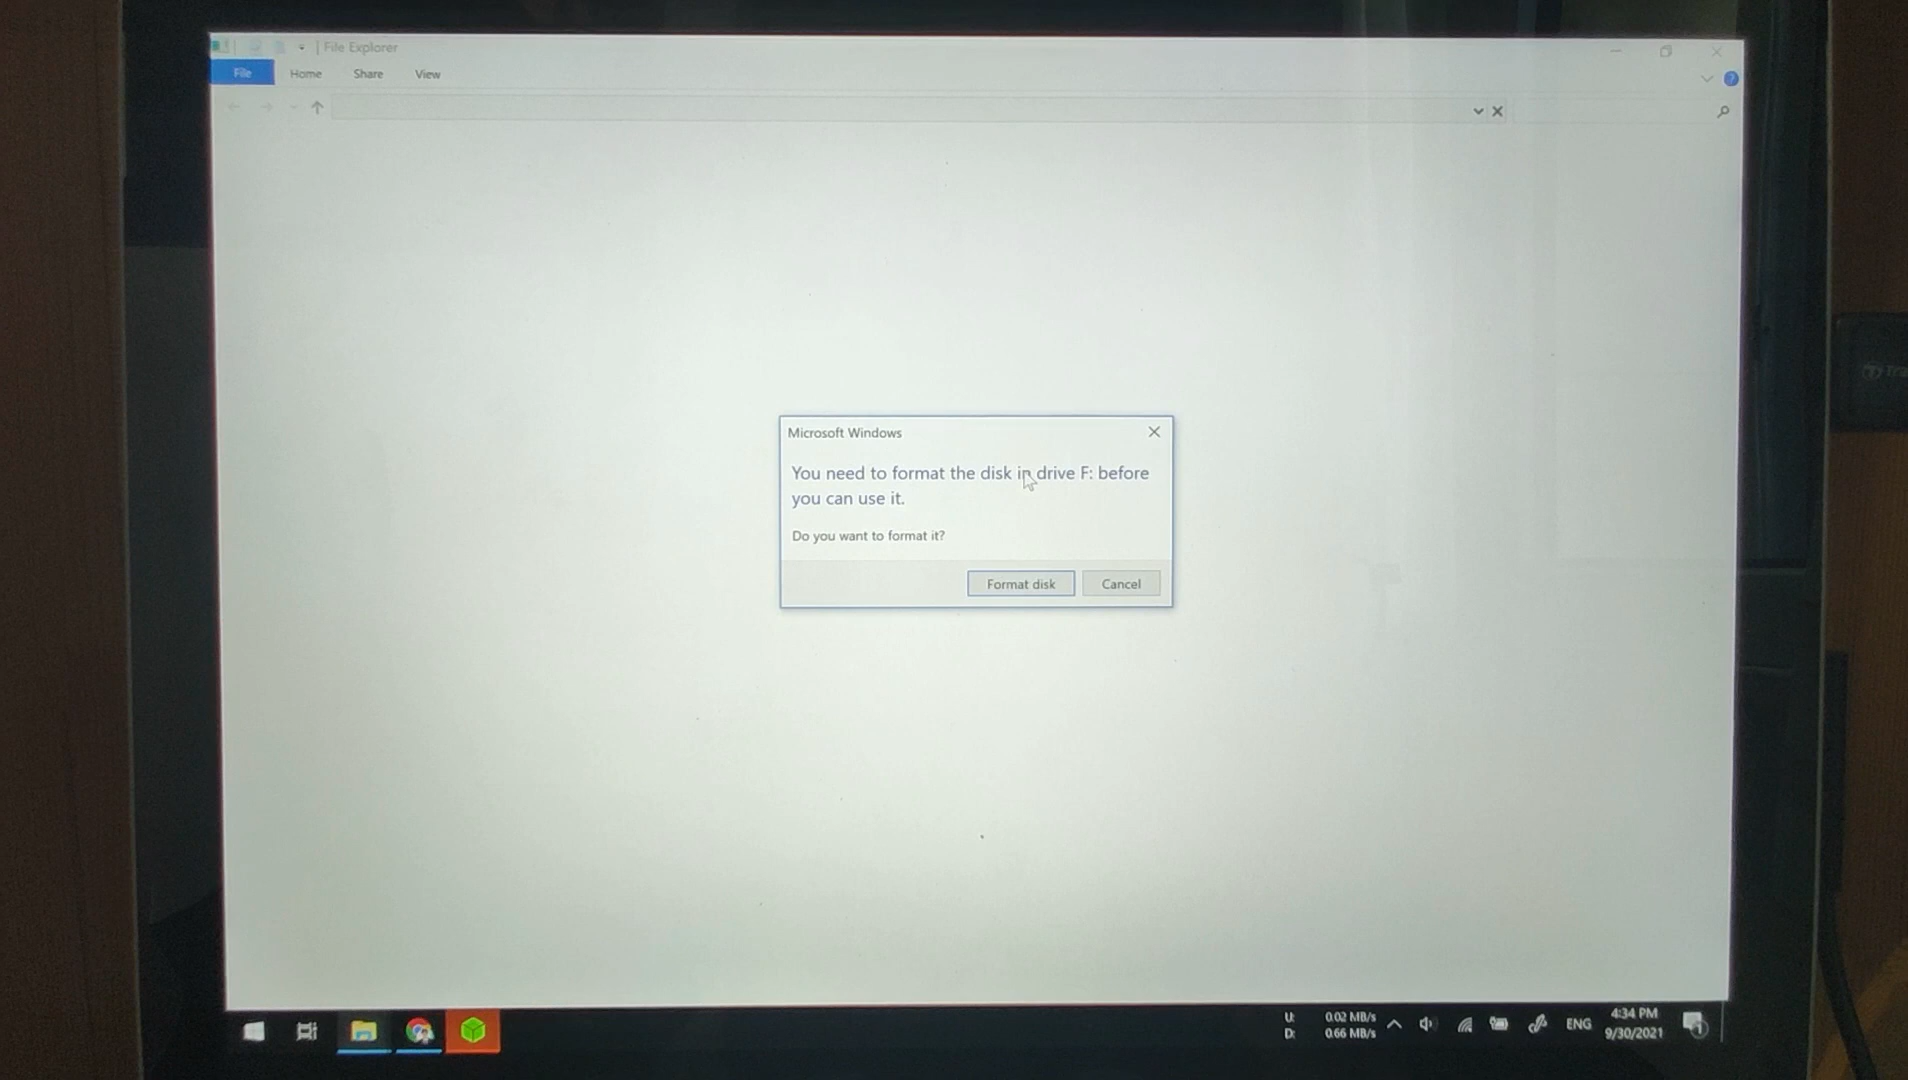 File Explorer
File Home Share View
Microsoft Windows
You need to format the disk in drive F: before
you can use it.
Do you want to format it?
Format disk Cancel
U: 0.02 MB/s
D: 0.66 MB/s
ENG
4:34 PM
9/30/2021
1